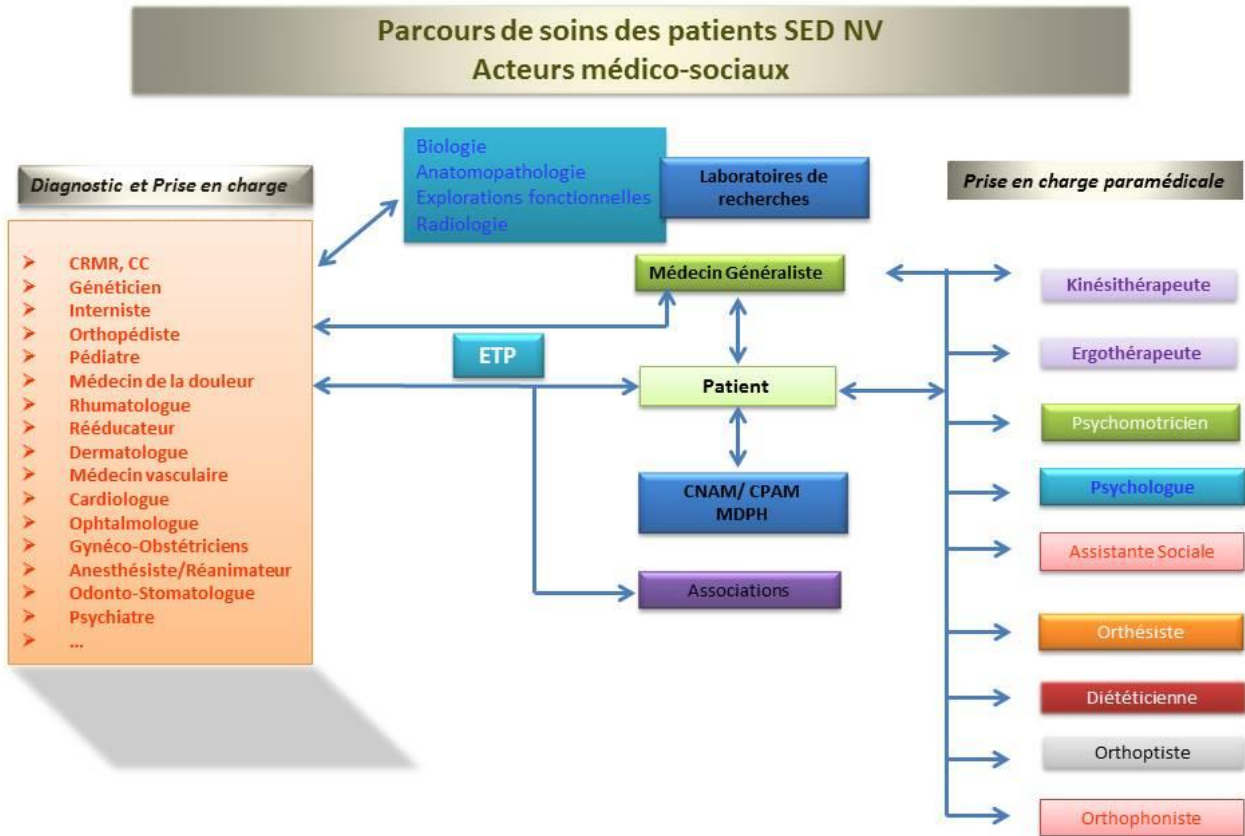 Parcours de soins des patients SED NV
Acteurs médico-sociaux
Diagnostic et Prise en charge
➤ CRMR, CC
➤ Généticien
➤ Interniste
➤ Orthopédiste
➤ Pédiatre
➤ Médecin de la douleur
➤ Rhumatologue
➤ Rééducateur
➤ Dermatologue
➤ Médecin vasculaire
➤ Cardiologue
➤ Ophtalmologue
➤ Gynéco-Obstétriciens
➤ Anesthésiste/Réanimateur
➤ Odonto-Stomatologue
➤ Psychiatre
➤ ...
Biologie
Anatomopathologie
Explorations fonctionnelles
Radiologie
Laboratoires de
recherches
Médecin Généraliste
ETP
Patient
CNAM/ CPAM
MDPH
Associations
Prise en charge paramédicale
Kinésithérapeute
Ergothérapeute
Psychomotricien
Psychologue
Assistante Sociale
Orthésiste
Diététicienne
Orthoptiste
Orthophoniste